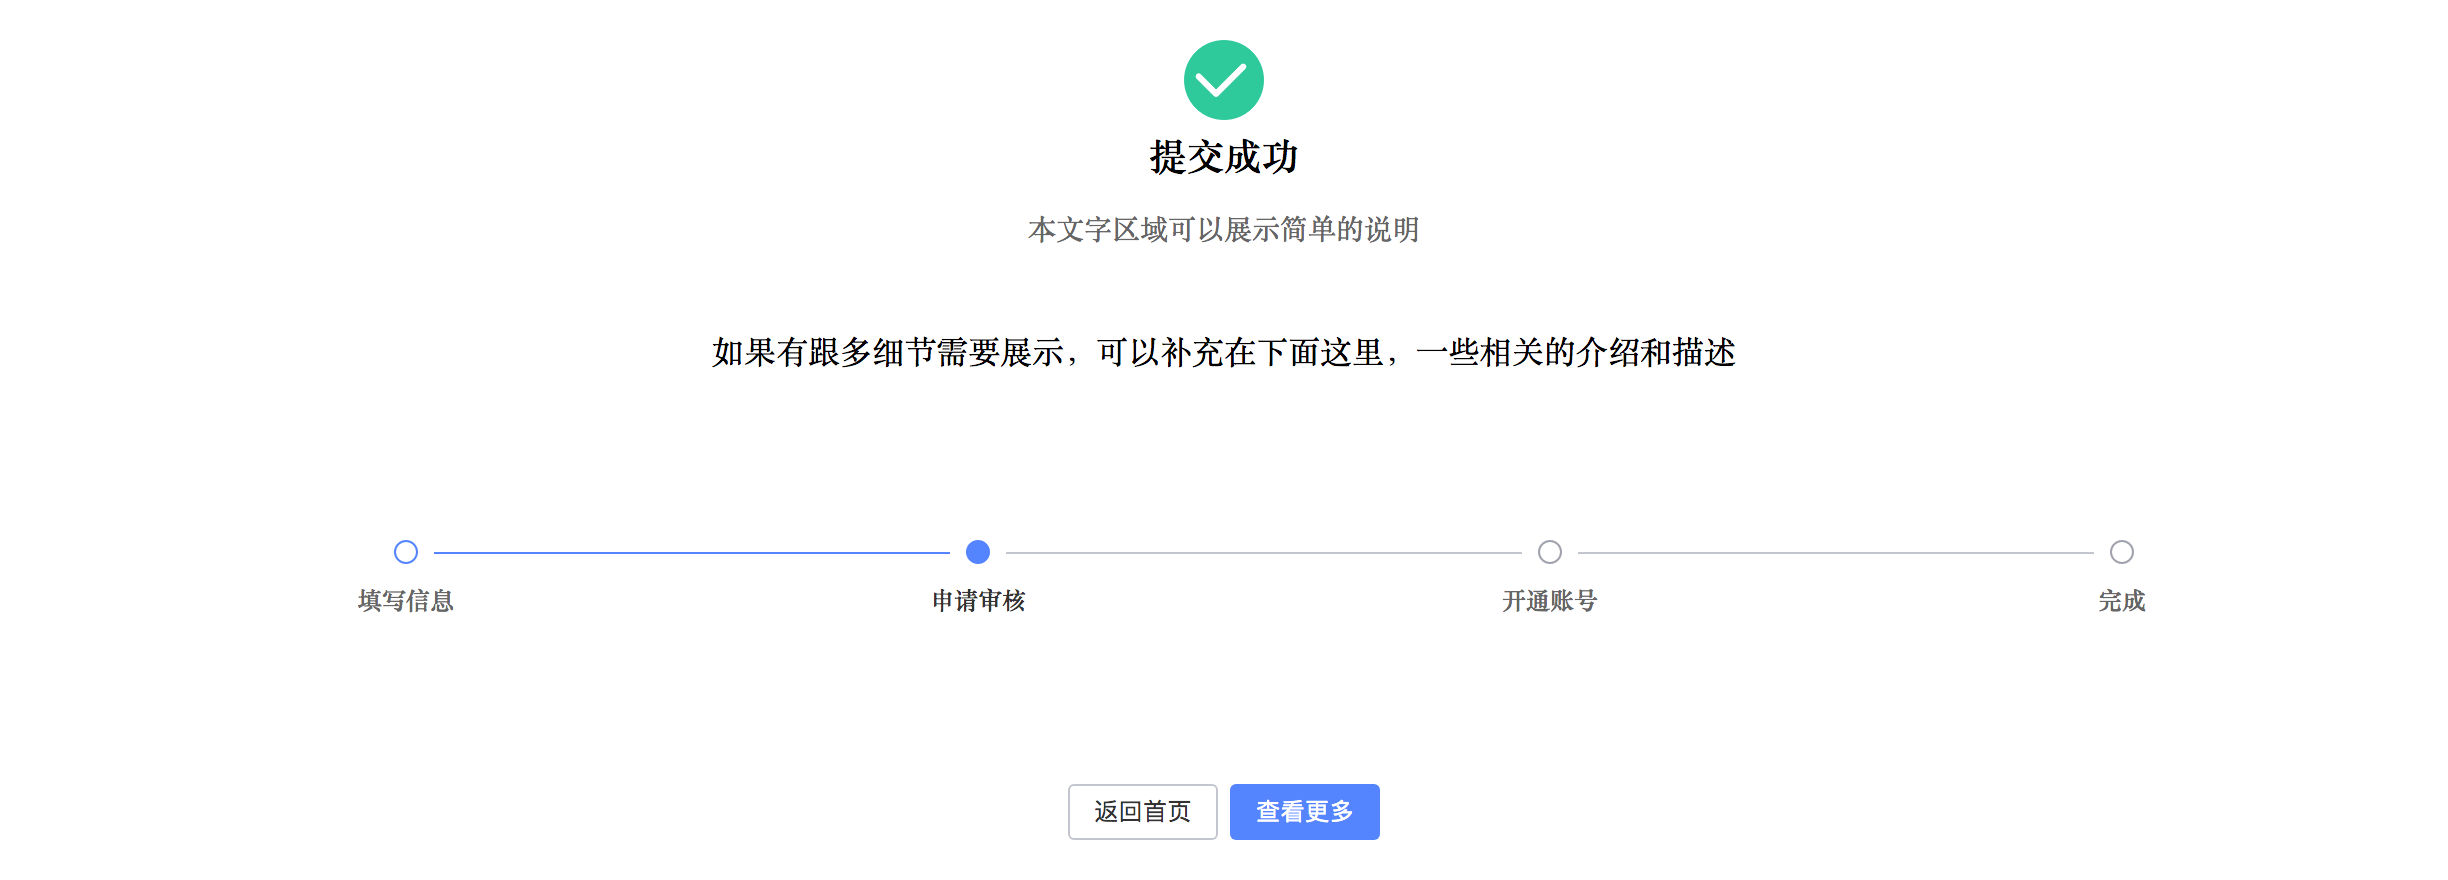 提交成功
本文字区域可以展示简单的说明
如果有跟多细节需要展示，可以补充在下面这里，一些相关的介绍和描述
填写信息
申请审核
开通账号
完成
返回首页
查看更多